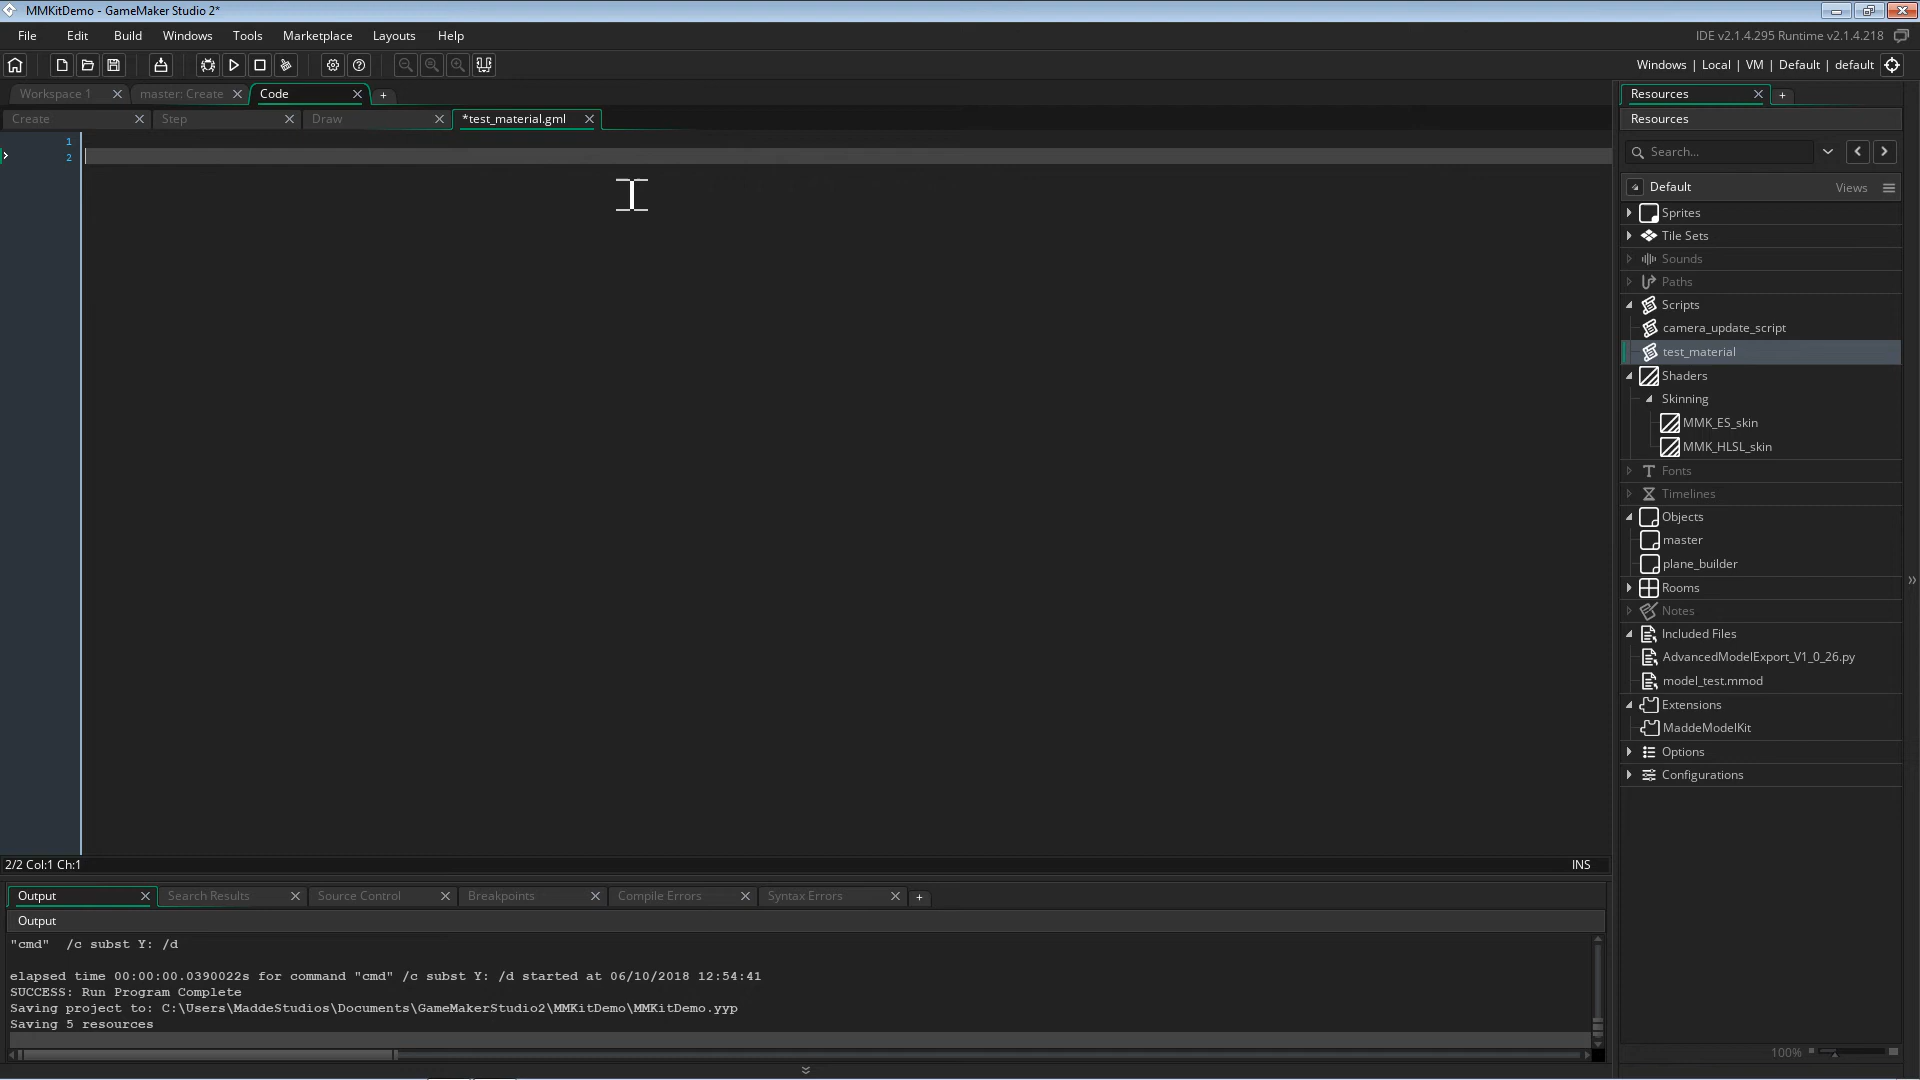 MMKitDemo - GameMaker Studio 2*
File Edit Build Windows Tools Marketplace Layouts Help
IDE v2.1.4.295 Runtime v2.1.4.218
Windows | Local | VM | Default | default
Workspace 1 master: Create Code
Create Step Draw *test_material.gml
1
2
2/2 Col:1 Ch:1
INS
Output Search Results Source Control Breakpoints Compile Errors Syntax Errors
Output
"cmd"  /c subst Y: /d
elapsed time 00:00:00.0390022s for command "cmd" /c subst Y: /d started at 06/10/2018 12:54:41
SUCCESS: Run Program Complete
Saving project to: C:\Users\MaddeStudios\Documents\GameMakerStudio2\MMKitDemo\MMKitDemo.yyp
Saving 5 resources
Resources
Resources
Search...
Default Views
Sprites
Tile Sets
Sounds
Paths
Scripts
camera_update_script
test_material
Shaders
Skinning
MMK_ES_skin
MMK_HLSL_skin
Fonts
Timelines
Objects
master
plane_builder
Rooms
Notes
Included Files
AdvancedModelExport_V1_0_26.py
model_test.mmod
Extensions
MaddeModelKit
Options
Configurations
100%